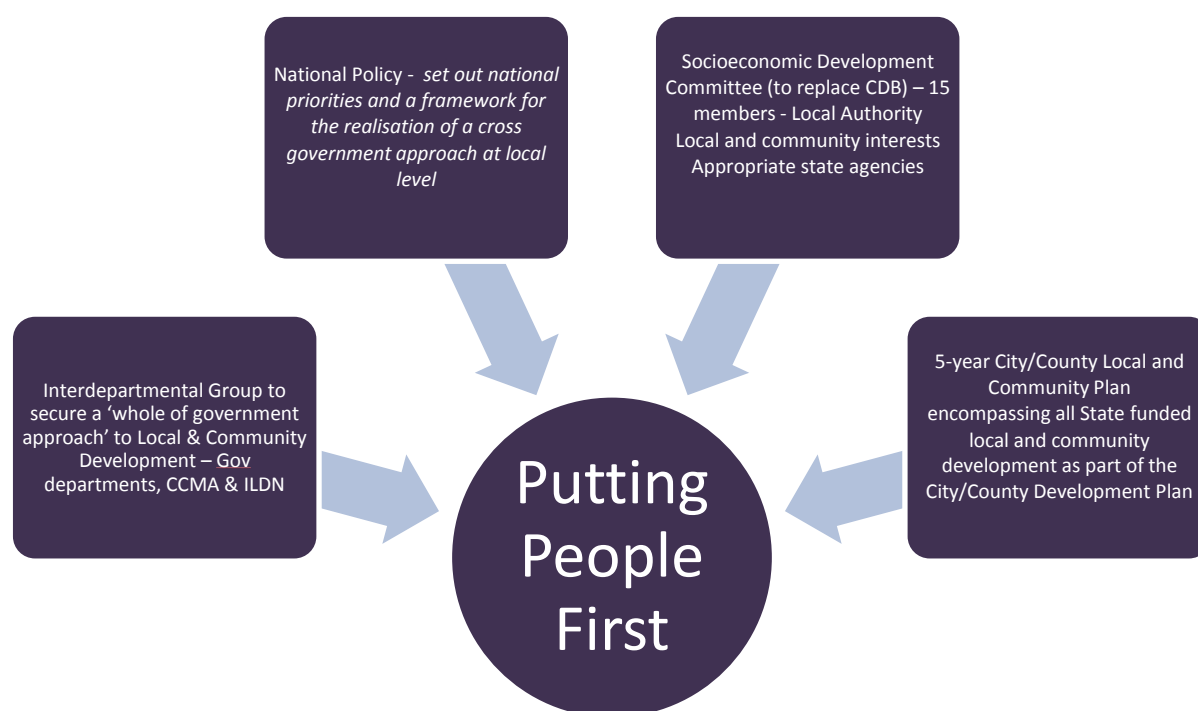 National Policy - set out national
priorities and a framework for
the realisation of a cross
government approach at local
level
Socioeconomic Development
Committee (to replace CDB) – 15
members - Local Authority
Local and community interests
Appropriate state agencies
Interdepartmental Group to
secure a ‘whole of government
approach’ to Local & Community
Development – Gov
departments, CCMA & ILDN
5-year City/County Local and
Community Plan
encompassing all State funded
local and community
development as part of the
City/County Development Plan
Putting
People
First